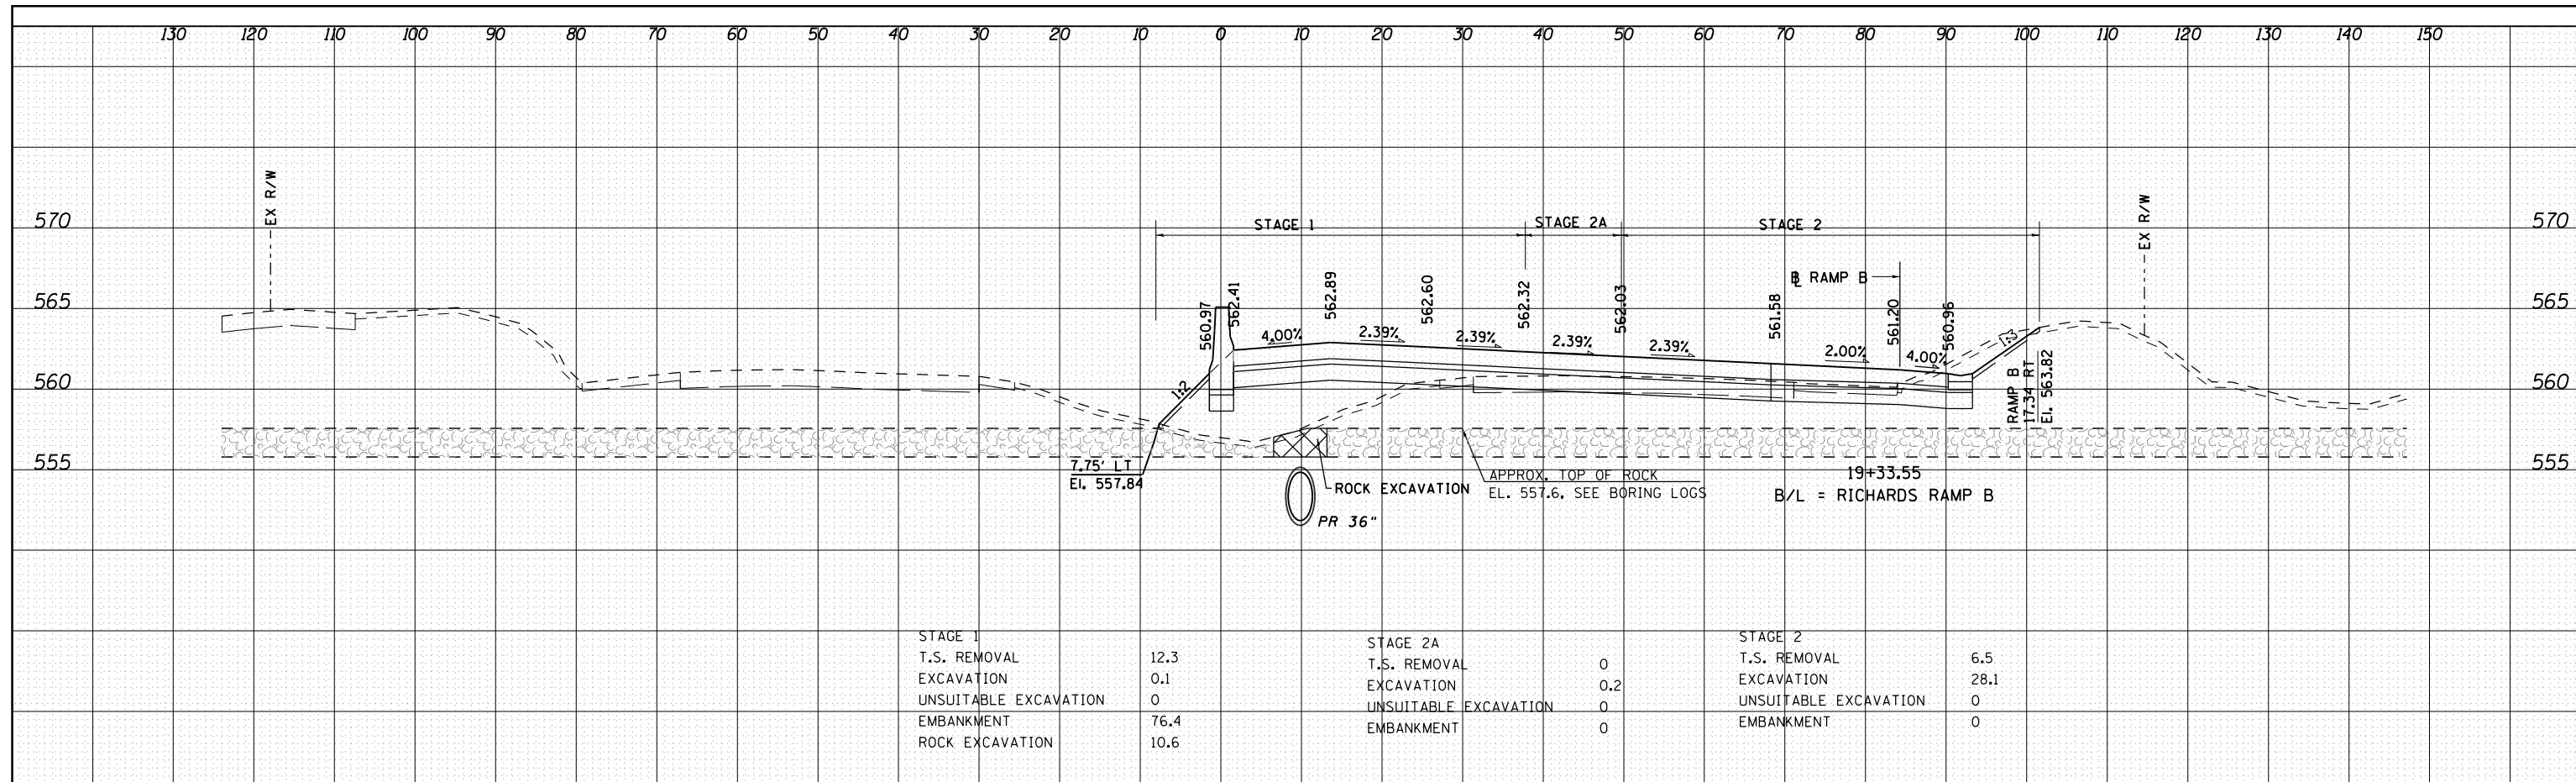 130 120 110 100 90 80 70 60 50 40 30 20 10 0 10 20 30 40 50 60 70 80 90 100 110 120 130 140 150
EX R/W
EX R/W
570 570
STAGE 1 STAGE 2A STAGE 2
℄ RAMP B
565 565
560.97 562.41 562.89 562.60 562.32 562.03 561.58 561.20 560.96
4.00% 2.39% 2.39% 2.39% 2.39% 2.00% 4.00%
1:2
1:3
560 560
RAMP B
17.34 RT
El. 563.82
555 555
7.75' LT
El. 557.84
ROCK EXCAVATION
PR 36"
APPROX. TOP OF ROCK
EL. 557.6, SEE BORING LOGS
19+33.55
B/L = RICHARDS RAMP B
STAGE 1
T.S. REMOVAL 12.3
EXCAVATION 0.1
UNSUITABLE EXCAVATION 0
EMBANKMENT 76.4
ROCK EXCAVATION 10.6
STAGE 2A
T.S. REMOVAL 0
EXCAVATION 0.2
UNSUITABLE EXCAVATION 0
EMBANKMENT 0
STAGE 2
T.S. REMOVAL 6.5
EXCAVATION 28.1
UNSUITABLE EXCAVATION 0
EMBANKMENT 0